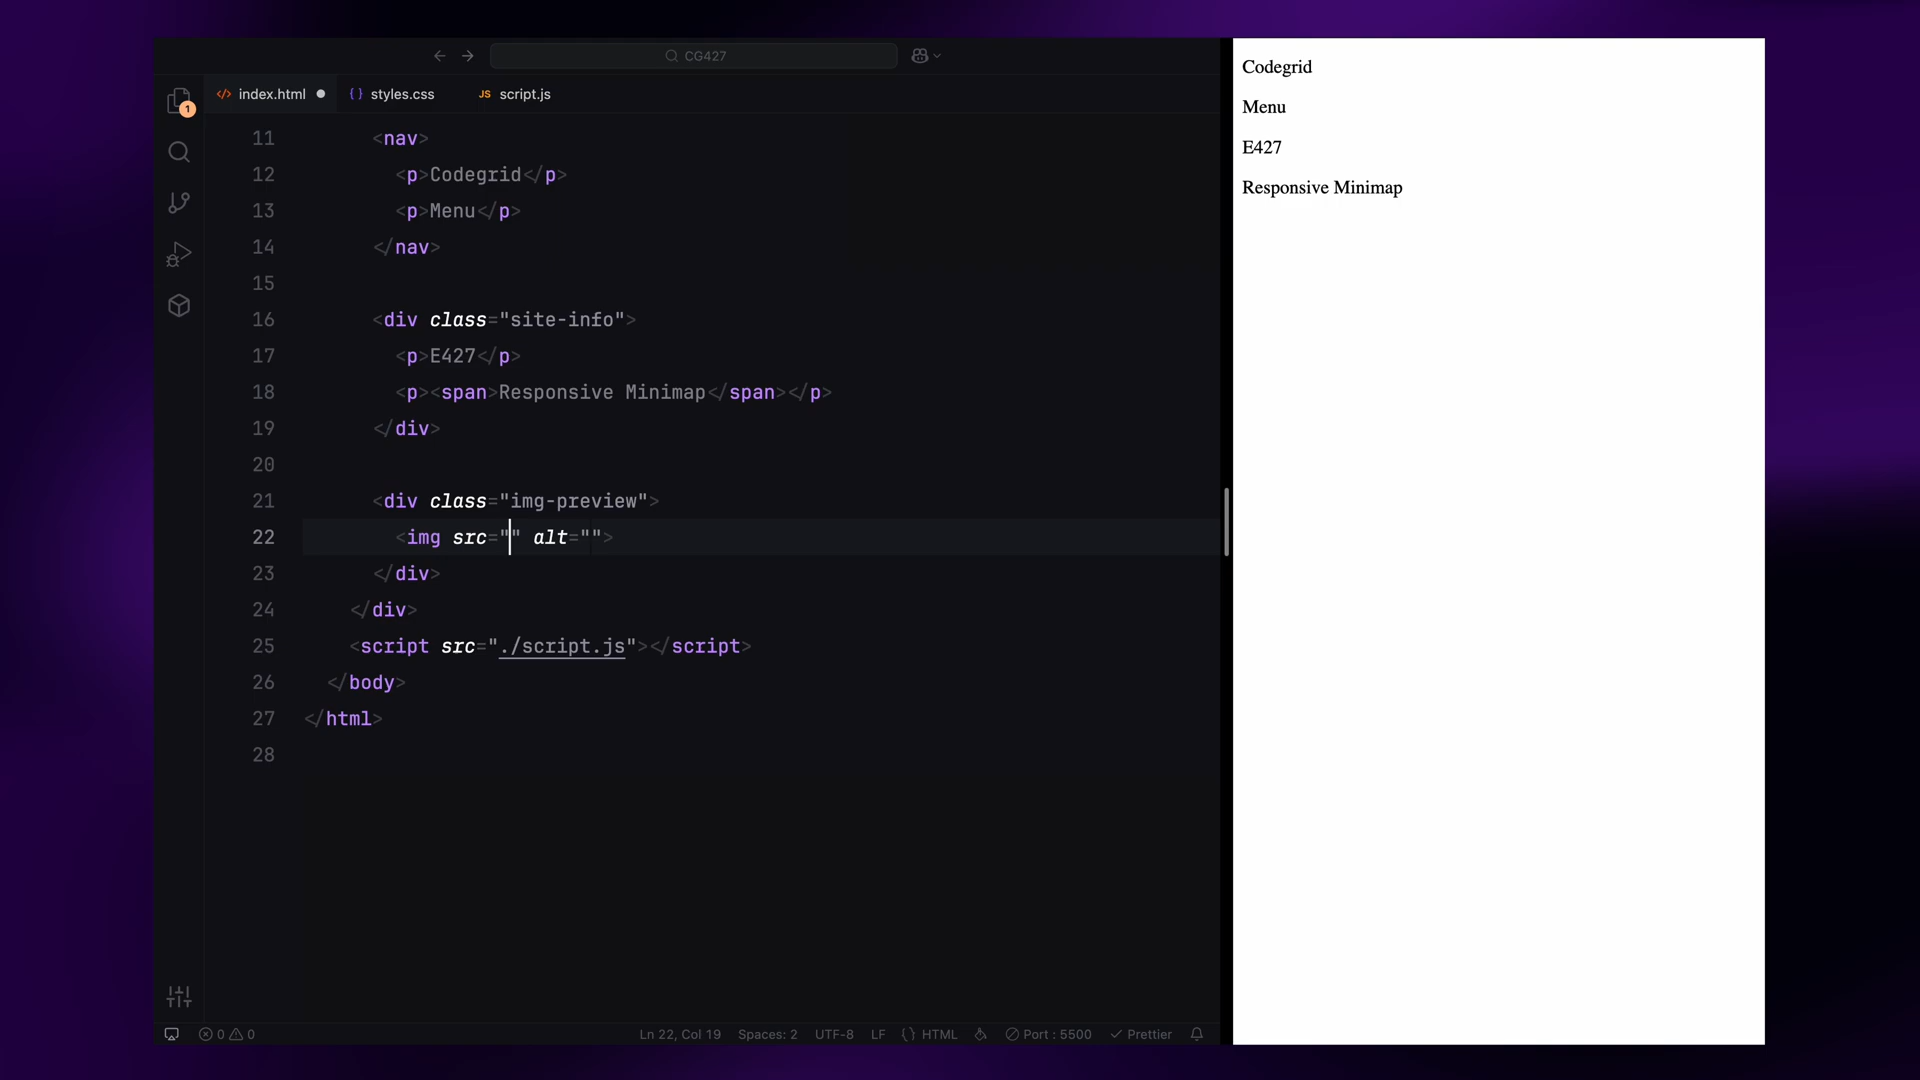 CG427
1
index.html
{} styles.css
JS script.js
11 <nav>
12 <p>Codegrid</p>
13 <p>Menu</p>
14 </nav>
15
16 <div class="site-info">
17 <p>E427</p>
18 <p><span>Responsive Minimap</span></p>
19 </div>
20
21 <div class="img-preview">
22 <img src="" alt="">
23 </div>
24 </div>
25 <script src="./script.js"></script>
26 </body>
27 </html>
28
0 0 Ln 22, Col 19 Spaces: 2 UTF-8 LF {} HTML Port : 5500 Prettier
Codegrid
Menu
E427
Responsive Minimap